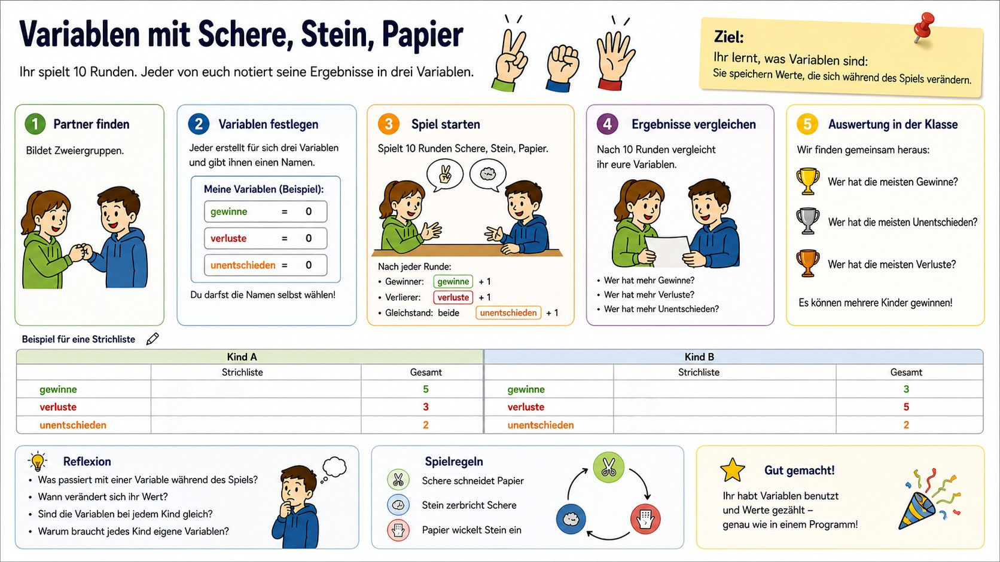 Variablen mit Schere, Stein, Papier
Ihr spielt 10 Runden. Jeder von euch notiert seine Ergebnisse in drei Variablen.
Ziel:
Ihr lernt, was Variablen sind:
Sie speichern Werte, die sich während des Spiels verändern.
1 Partner finden
Bildet Zweiergruppen.
2 Variablen festlegen
Jeder erstellt für sich drei Variablen
und gibt ihnen einen Namen.
Meine Variablen (Beispiel):
gewinne = 0
verluste = 0
unentschieden = 0
Du darfst die Namen selbst wählen!
3 Spiel starten
Spielt 10 Runden Schere, Stein, Papier.
Nach jeder Runde:
• Gewinner: gewinne + 1
• Verlierer: verluste + 1
• Gleichstand: beide unentschieden + 1
4 Ergebnisse vergleichen
Nach 10 Runden vergleicht
ihr eure Variablen.
• Wer hat mehr Gewinne?
• Wer hat mehr Verluste?
• Wer hat mehr Unentschieden?
5 Auswertung in der Klasse
Wir finden gemeinsam heraus:
Wer hat die meisten Gewinne?
Wer hat die meisten Unentschieden?
Wer hat die meisten Verluste?
Es können mehrere Kinder gewinnen!
Beispiel für eine Strichliste
Kind A Kind B
Strichliste Gesamt Strichliste Gesamt
gewinne 5 gewinne 3
verluste 3 verluste 5
unentschieden 2 unentschieden 2
Reflexion
• Was passiert mit einer Variable während des Spiels?
• Wann verändert sich ihr Wert?
• Sind die Variablen bei jedem Kind gleich?
• Warum braucht jedes Kind eigene Variablen?
Spielregeln
Schere schneidet Papier
Stein zerbricht Schere
Papier wickelt Stein ein
Gut gemacht!
Ihr habt Variablen benutzt
und Werte gezählt –
genau wie in einem Programm!